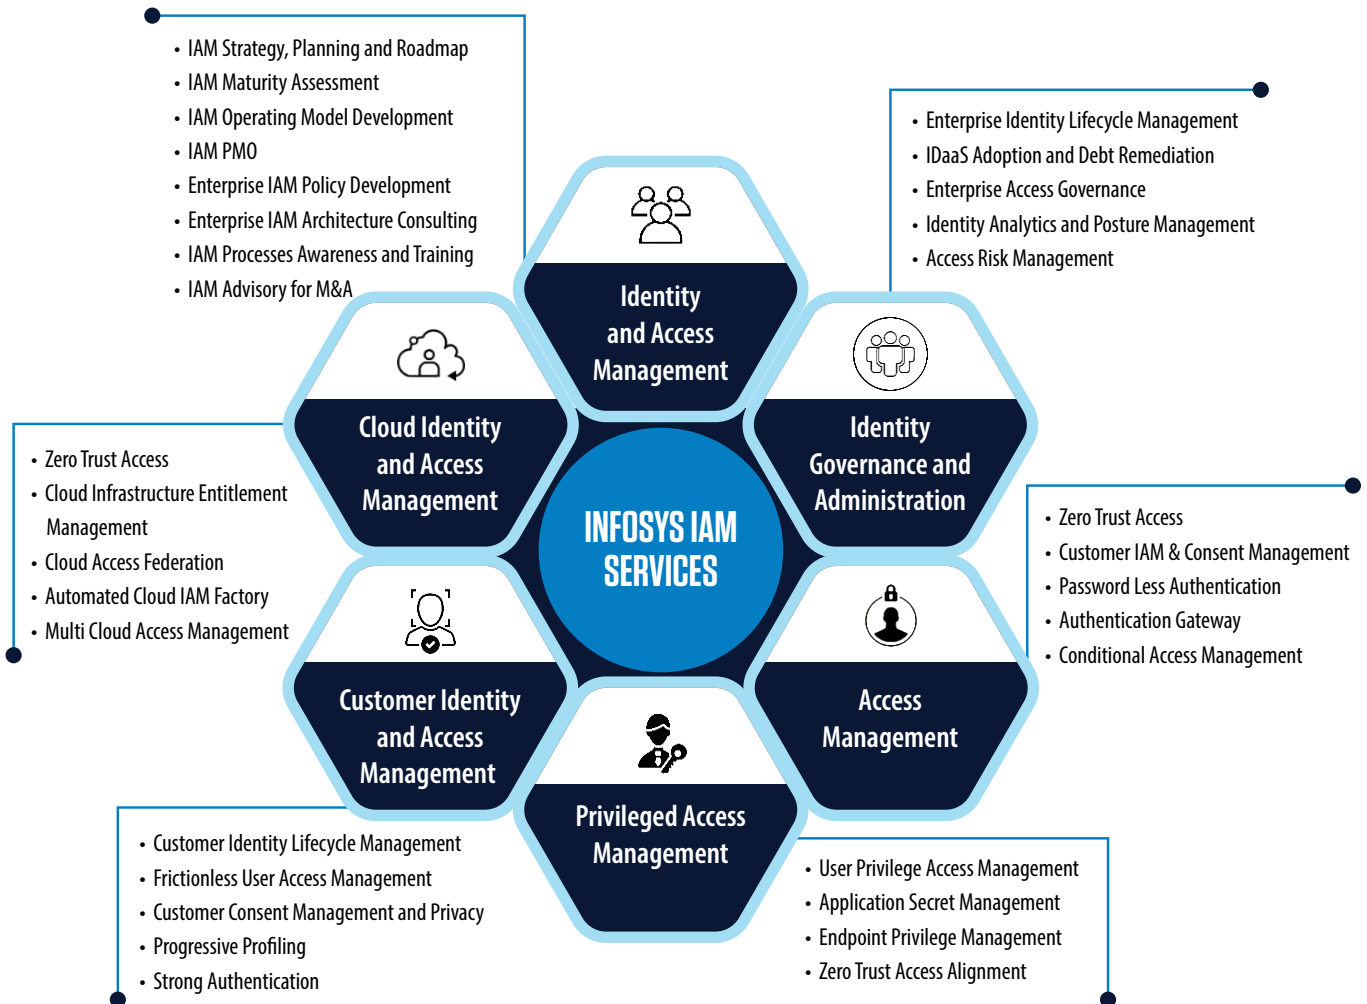 • IAM Strategy, Planning and Roadmap
• IAM Maturity Assessment
• IAM Operating Model Development
• IAM PMO
• Enterprise IAM Policy Development
• Enterprise IAM Architecture Consulting
• IAM Processes Awareness and Training
• IAM Advisory for M&A
Identity
and Access
Management
• Enterprise Identity Lifecycle Management
• IDaaS Adoption and Debt Remediation
• Enterprise Access Governance
• Identity Analytics and Posture Management
• Access Risk Management
Identity
Governance and
Administration
• Zero Trust Access
• Customer IAM & Consent Management
• Password Less Authentication
• Authentication Gateway
• Conditional Access Management
Access
Management
• User Privilege Access Management
• Application Secret Management
• Endpoint Privilege Management
• Zero Trust Access Alignment
Privileged Access
Management
• Customer Identity Lifecycle Management
• Frictionless User Access Management
• Customer Consent Management and Privacy
• Progressive Profiling
• Strong Authentication
Customer Identity
and Access
Management
• Zero Trust Access
• Cloud Infrastructure Entitlement
Management
• Cloud Access Federation
• Automated Cloud IAM Factory
• Multi Cloud Access Management
Cloud Identity
and Access
Management
INFOSYS IAM
SERVICES